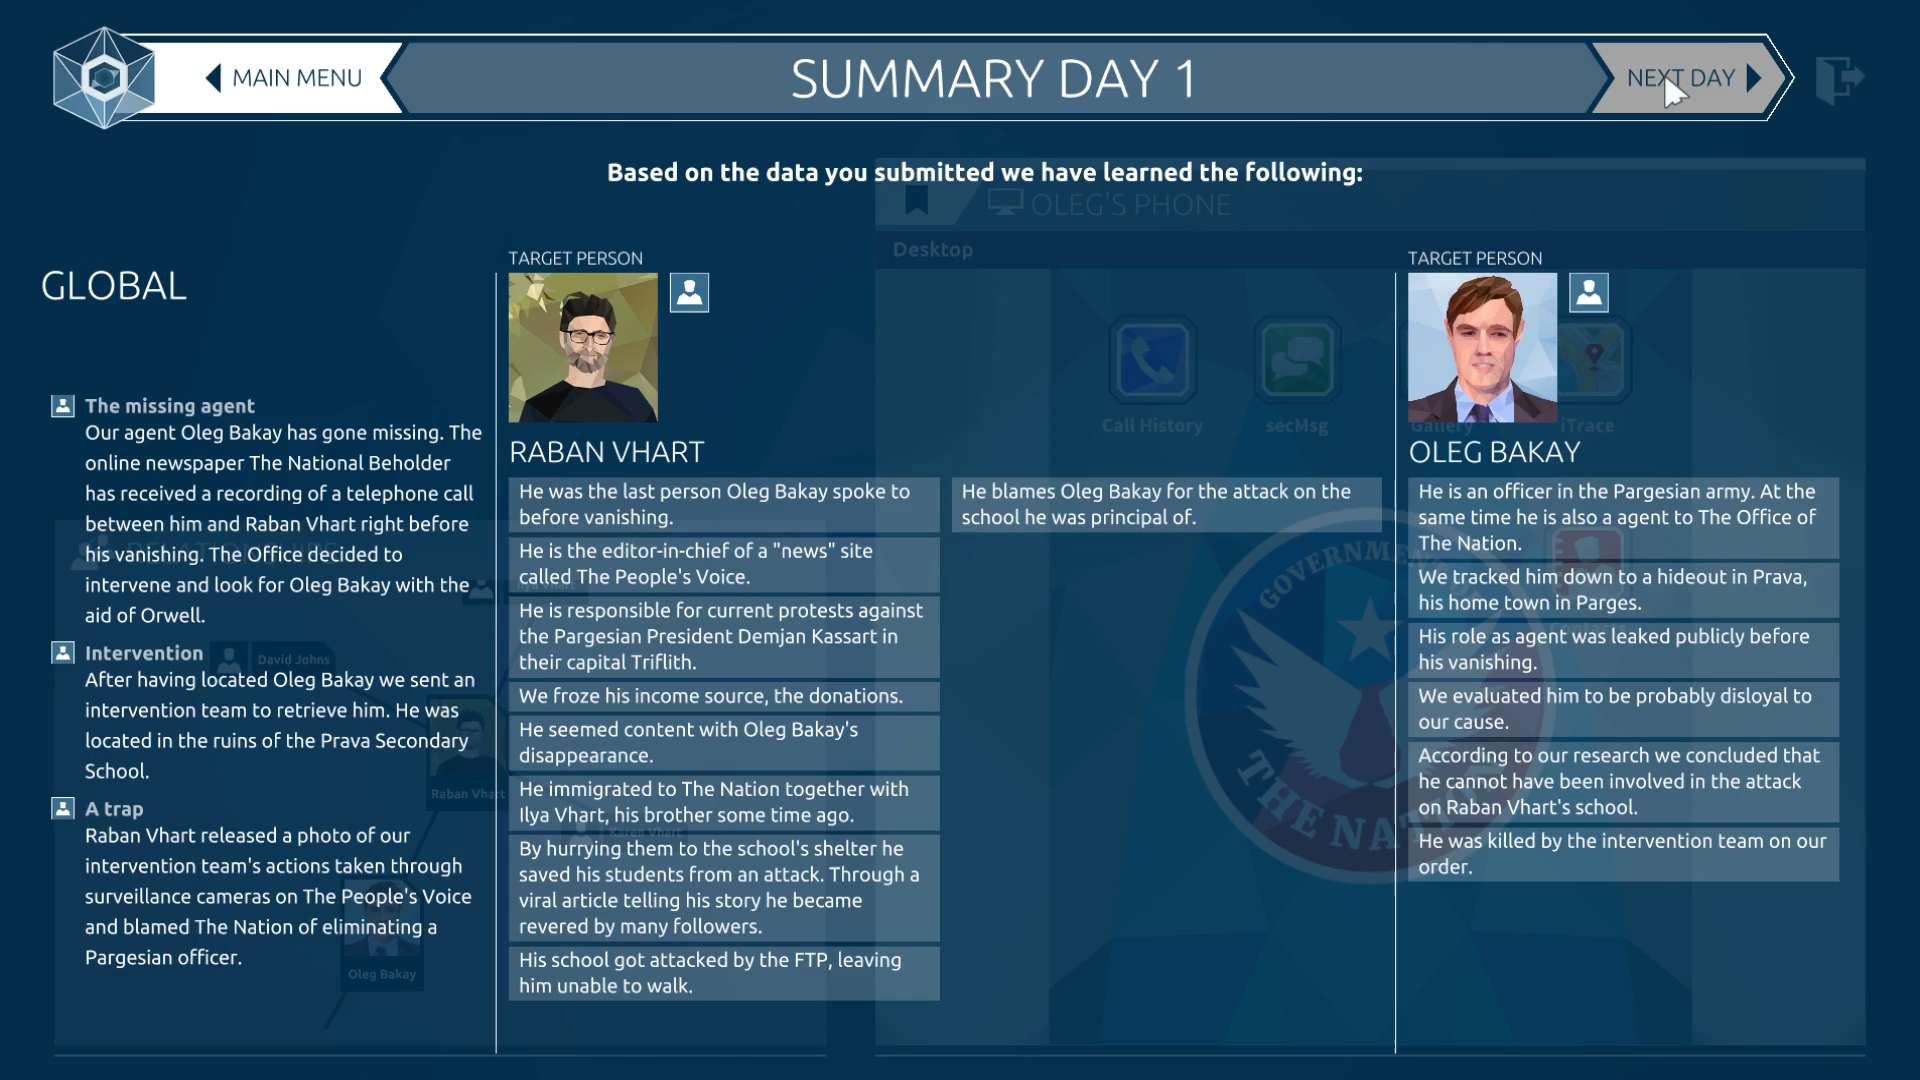 MAIN MENU
SUMMARY DAY 1
NEXT DAY
Based on the data you submitted we have learned the following:
OLEG'S PHONE
Desktop
GLOBAL
The missing agent
Our agent Oleg Bakay has gone missing. The
online newspaper The National Beholder
has received a recording of a telephone call
between him and Raban Vhart right before
his vanishing. The Office decided to
intervene and look for Oleg Bakay with the
aid of Orwell.
Intervention
After having located Oleg Bakay we sent an
intervention team to retrieve him. He was
located in the ruins of the Prava Secondary
School.
A trap
Raban Vhart released a photo of our
intervention team's actions taken through
surveillance cameras on The People's Voice
and blamed The Nation of eliminating a
Pargesian officer.
David Johns
Raban Vhart
Karen Vhart
Oleg Bakay
TARGET PERSON
RABAN VHART
He was the last person Oleg Bakay spoke to
before vanishing.
He is the editor-in-chief of a "news" site
called The People's Voice.
He is responsible for current protests against
the Pargesian President Demjan Kassart in
their capital Triflith.
We froze his income source, the donations.
He seemed content with Oleg Bakay's
disappearance.
He immigrated to The Nation together with
Ilya Vhart, his brother some time ago.
By hurrying them to the school's shelter he
saved his students from an attack. Through a
viral article telling his story he became
revered by many followers.
His school got attacked by the FTP, leaving
him unable to walk.
He blames Oleg Bakay for the attack on the
school he was principal of.
Call History
secMsg
Gallery
iTrace
Contacts
GOVERNMENT OF
THE NATION
TARGET PERSON
OLEG BAKAY
He is an officer in the Pargesian army. At the
same time he is also a agent to The Office of
The Nation.
We tracked him down to a hideout in Prava,
his home town in Parges.
His role as agent was leaked publicly before
his vanishing.
We evaluated him to be probably disloyal to
our cause.
According to our research we concluded that
he cannot have been involved in the attack
on Raban Vhart's school.
He was killed by the intervention team on our
order.